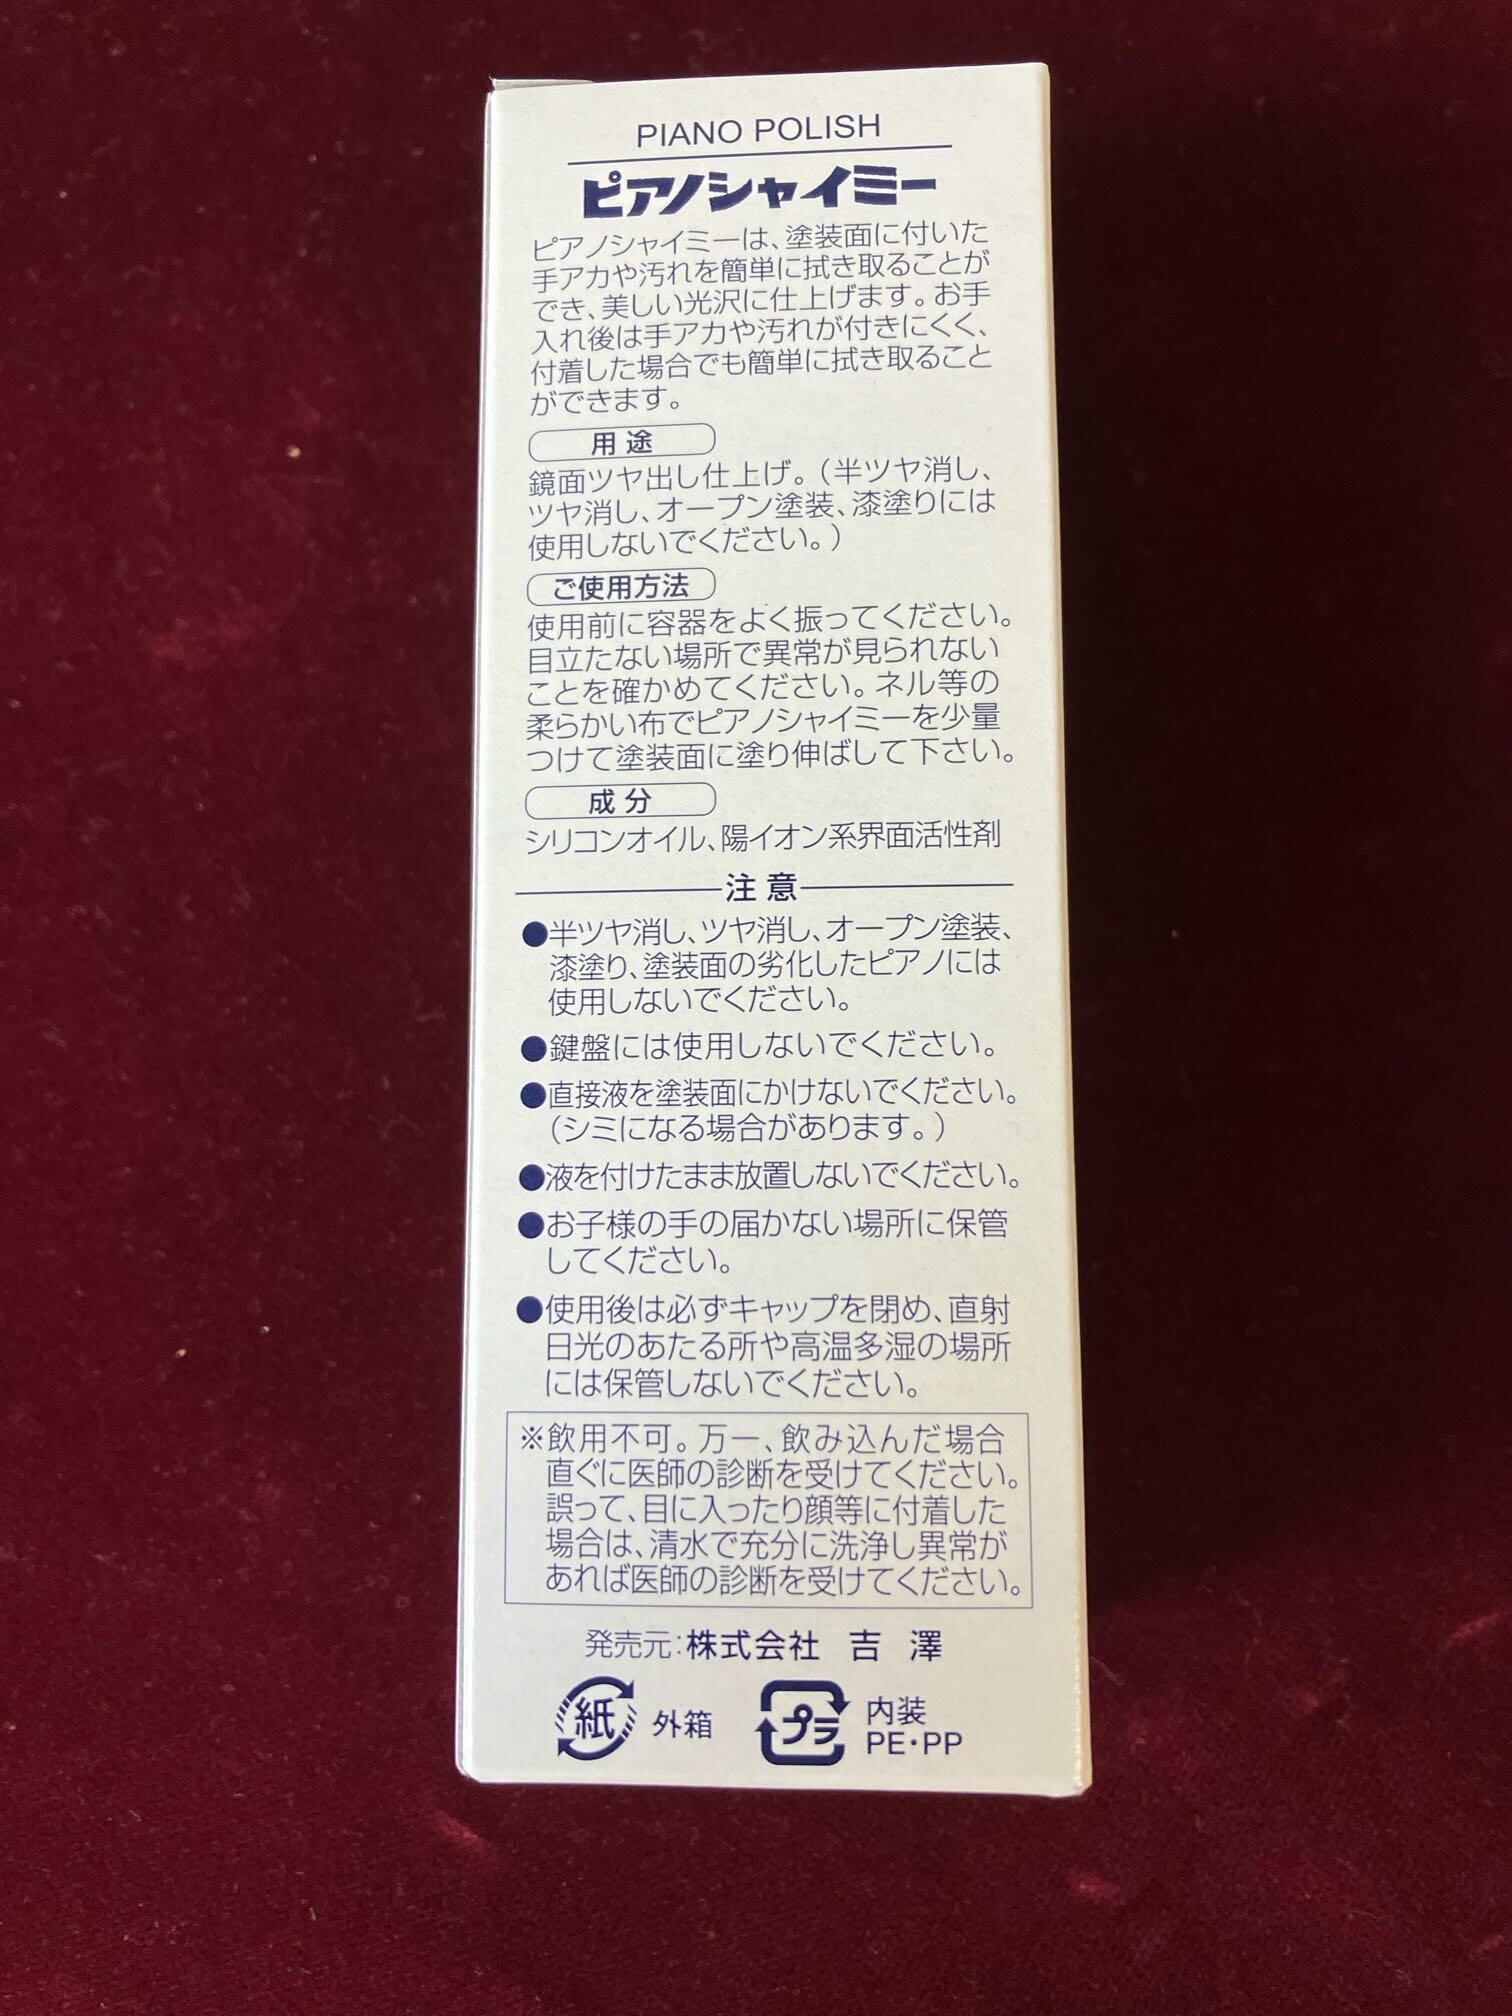 PIANO POLISH
ピアノシャイミー
ピアノシャイミーは、塗装面に付いた
手アカや汚れを簡単に拭き取ることが
でき、美しい光沢に仕上げます。お手
入れ後は手アカや汚れが付きにくく、
付着した場合でも簡単に拭き取ること
ができます。
用途
鏡面ツヤ出し仕上げ。（半ツヤ消し、
ツヤ消し、オープン塗装、漆塗りには
使用しないでください。）
ご使用方法
使用前に容器をよく振ってください。
目立たない場所で異常が見られない
ことを確かめてください。ネル等の
柔らかい布でピアノシャイミーを少量
つけて塗装面に塗り伸ばして下さい。
成分
シリコンオイル、陽イオン系界面活性剤
注意
●半ツヤ消し、ツヤ消し、オープン塗装、
漆塗り、塗装面の劣化したピアノには
使用しないでください。
●鍵盤には使用しないでください。
●直接液を塗装面にかけないでください。
（シミになる場合があります。）
●液を付けたまま放置しないでください。
●お子様の手の届かない場所に保管
してください。
●使用後は必ずキャップを閉め、直射
日光のあたる所や高温多湿の場所
には保管しないでください。
※飲用不可。万一、飲み込んだ場合
直ぐに医師の診断を受けてください。
誤って、目に入ったり顔等に付着した
場合は、清水で充分に洗浄し異常が
あれば医師の診断を受けてください。
発売元：株式会社 吉澤
紙 外箱 プラ 内装
PE・PP